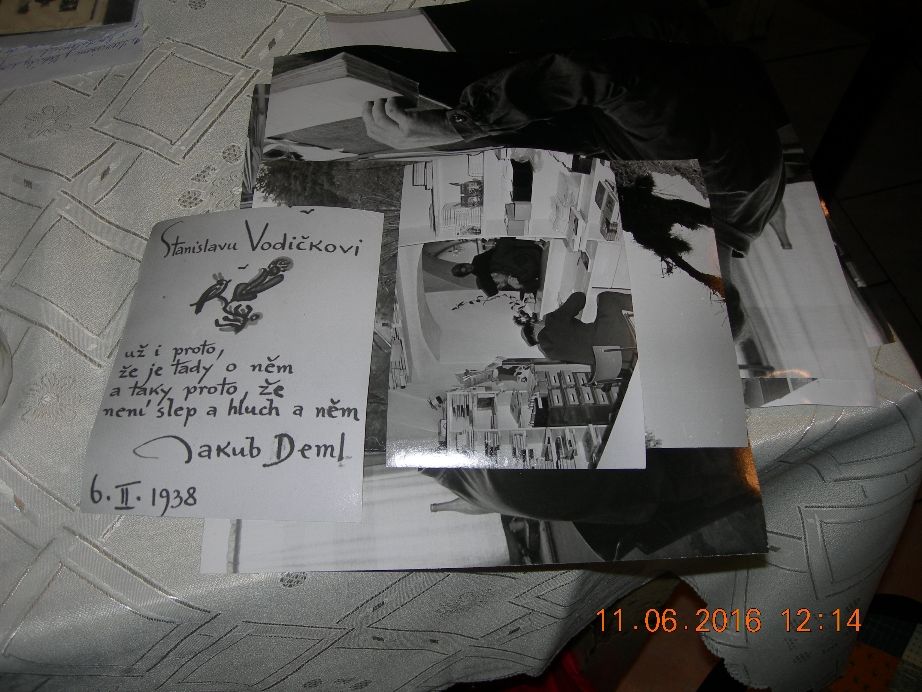 Stanislavu Vodičkovi
už i proto,
že je tady o něm
a taky proto, že
není slep a hluch a něm
Jakub Deml
6. II. 1938
11.06.2016 12:14